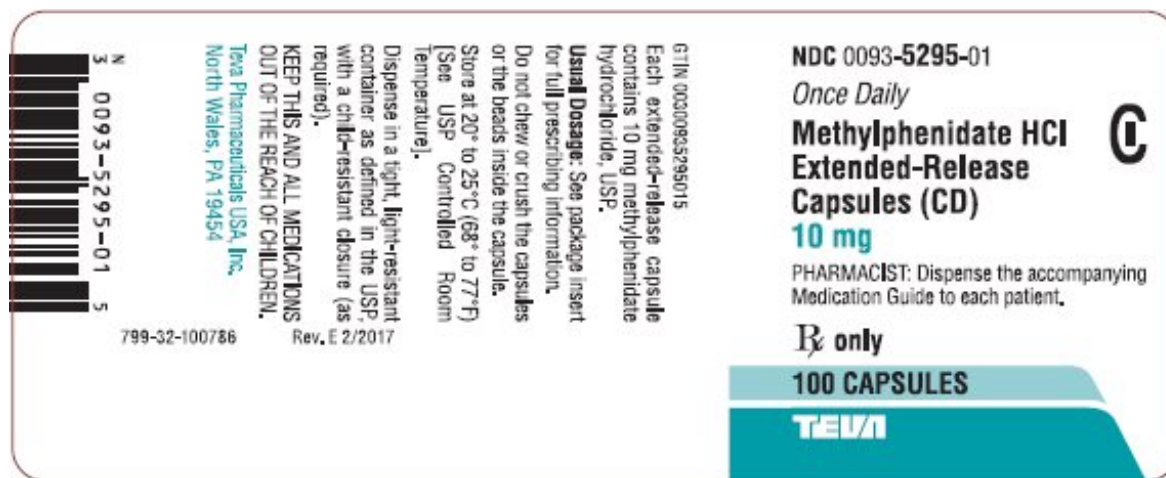 NDC 0093-5295-01
Once Daily
Methylphenidate HCl
Extended-Release
Capsules (CD)
10 mg
CII
PHARMACIST: Dispense the accompanying
Medication Guide to each patient.
Rx only
100 CAPSULES
TEVA
GTIN 00300935295015
Each extended-release capsule
contains 10 mg methylphenidate
hydrochloride, USP.
Usual Dosage: See package insert
for full prescribing information.
Do not chew or crush the capsules
or the beads inside the capsule.
Store at 20° to 25°C (68° to 77°F)
[See USP Controlled Room
Temperature].
Dispense in a tight, light-resistant
container as defined in the USP,
with a child-resistant closure (as
required).
KEEP THIS AND ALL MEDICATIONS
OUT OF THE REACH OF CHILDREN.
Teva Pharmaceuticals USA, Inc.
North Wales, PA 19454
N
3 0093-5295-01 5
799-32-100786
Rev. E 2/2017